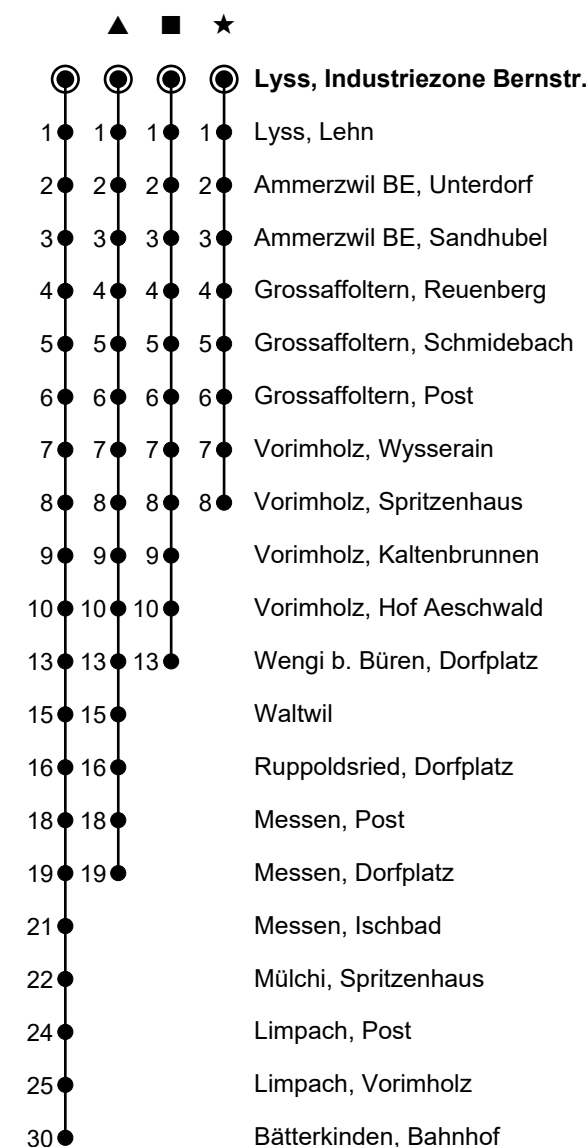 ▲ ■ ★
Lyss, Industriezone Bernstr.
1 1 1 1 Lyss, Lehn
2 2 2 2 Ammerzwil BE, Unterdorf
3 3 3 3 Ammerzwil BE, Sandhubel
4 4 4 4 Grossaffoltern, Reuenberg
5 5 5 5 Grossaffoltern, Schmidebach
6 6 6 6 Grossaffoltern, Post
7 7 7 7 Vorimholz, Wysserain
8 8 8 8 Vorimholz, Spritzenhaus
9 9 9 Vorimholz, Kaltenbrunnen
10 10 10 Vorimholz, Hof Aeschwald
13 13 13 Wengi b. Büren, Dorfplatz
15 15 Waltwil
16 16 Ruppoldsried, Dorfplatz
18 18 Messen, Post
19 19 Messen, Dorfplatz
21 Messen, Ischbad
22 Mülchi, Spritzenhaus
24 Limpach, Post
25 Limpach, Vorimholz
30 Bätterkinden, Bahnhof